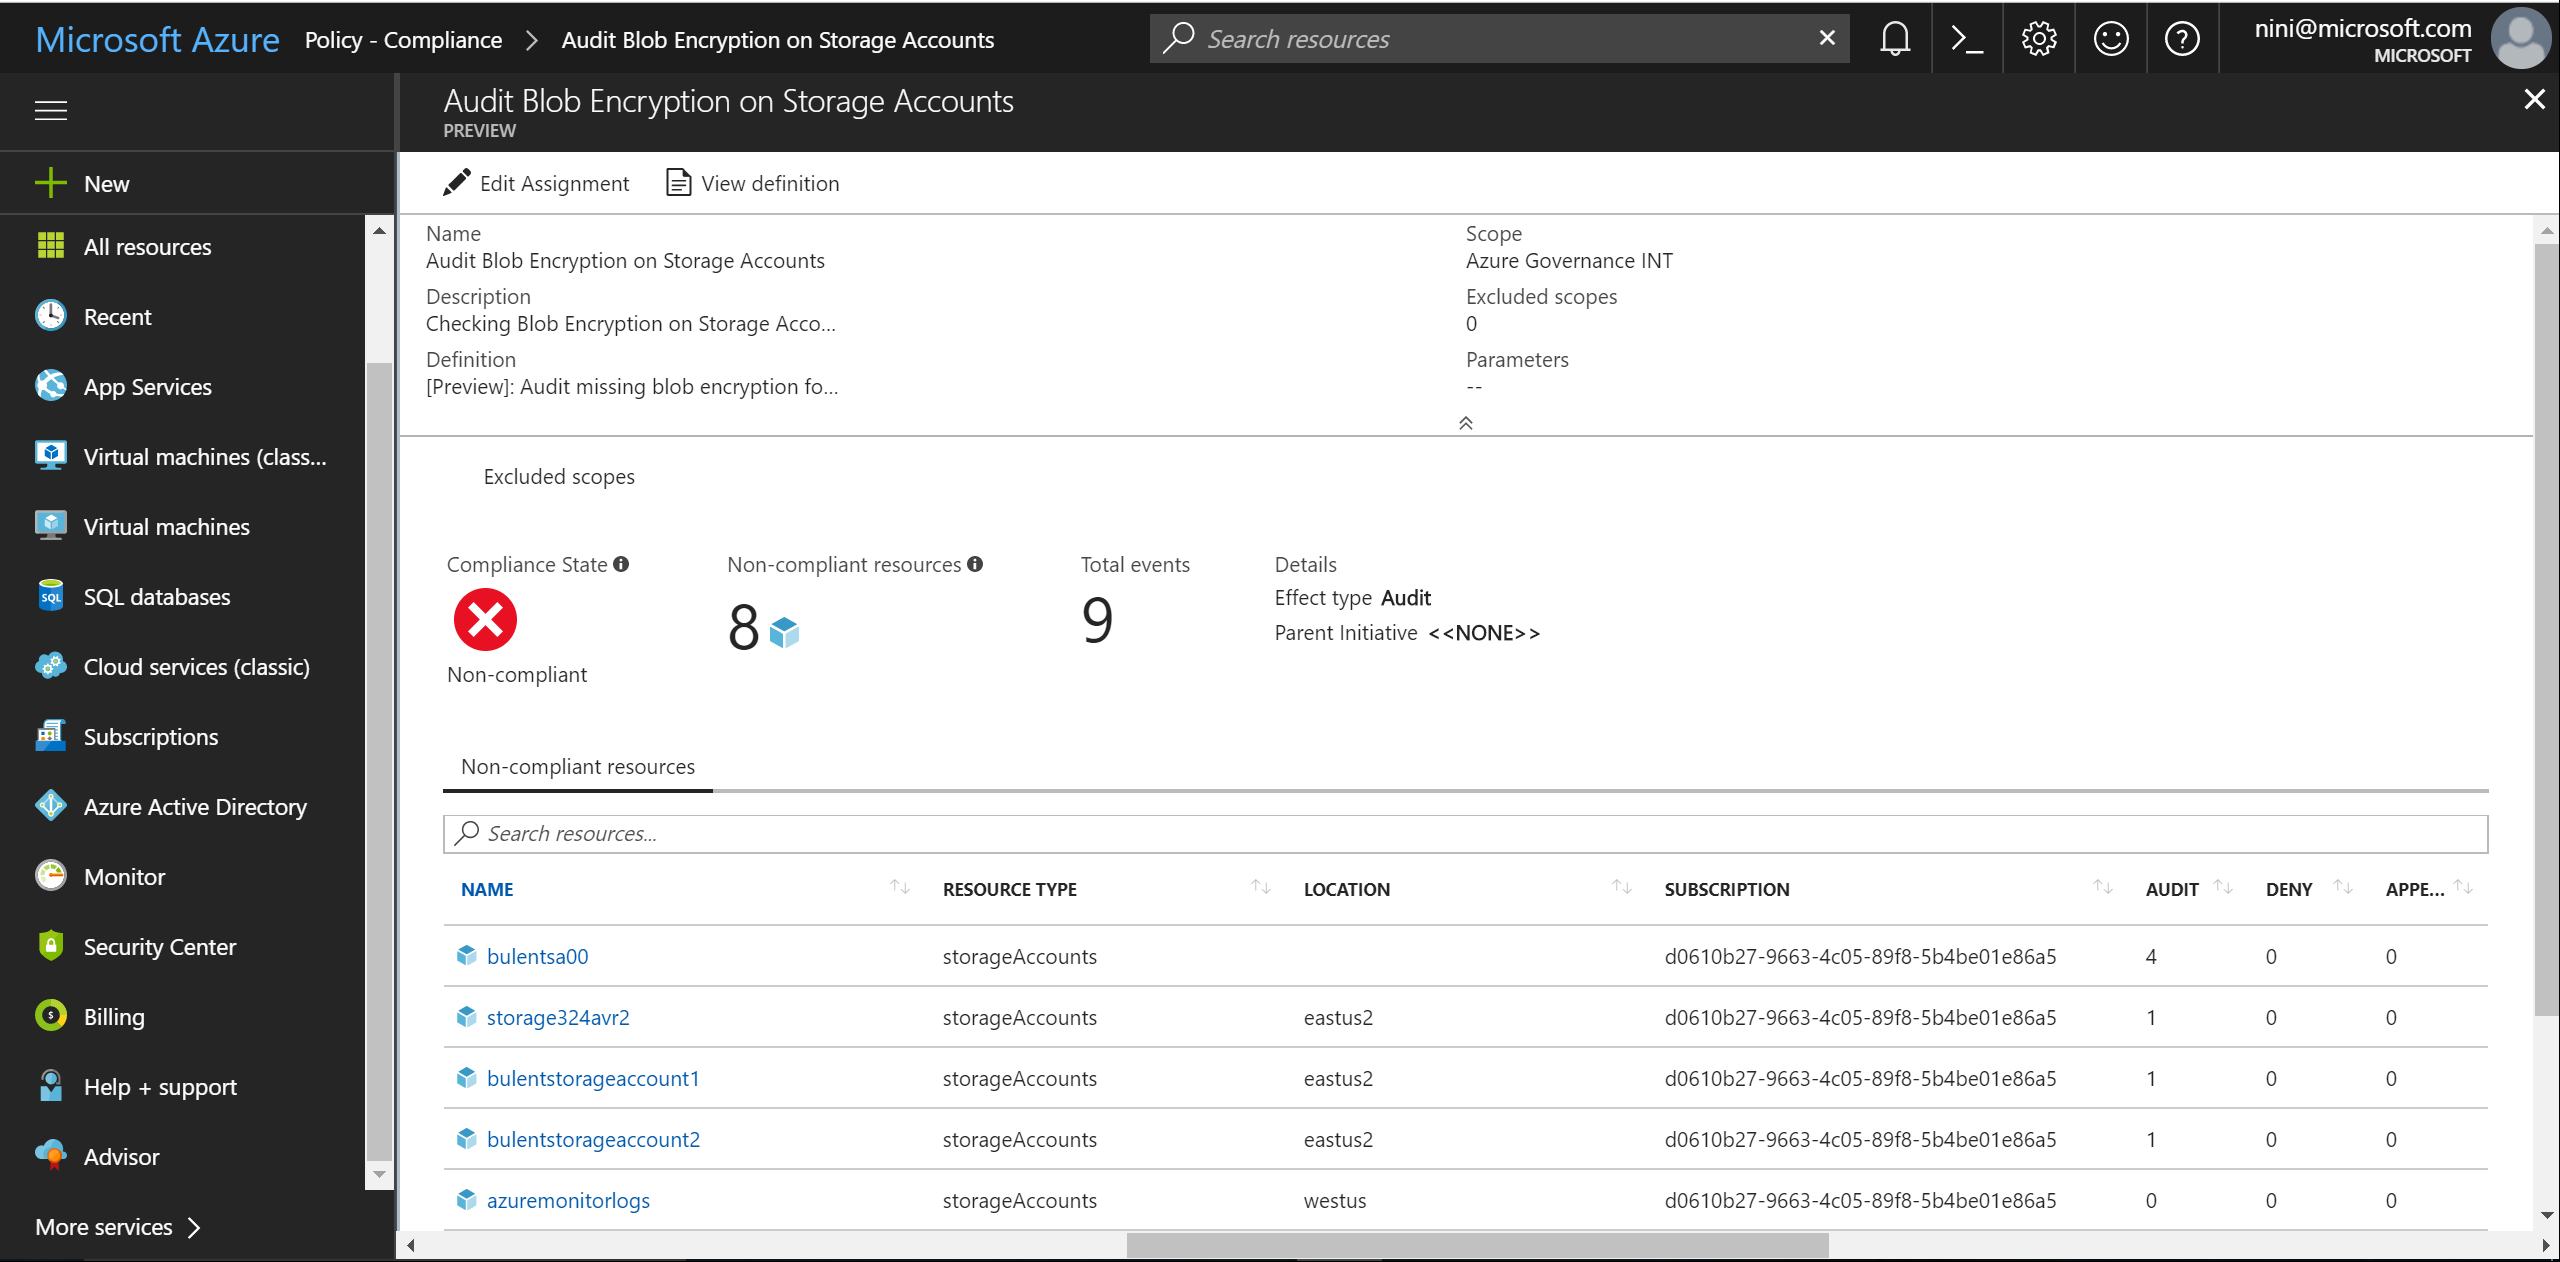 Microsoft Azure Policy - Compliance > Audit Blob Encryption on Storage Accounts
Search resources
nini@microsoft.com
MICROSOFT
Audit Blob Encryption on Storage Accounts
PREVIEW
New
All resources
Recent
App Services
Virtual machines (class...
Virtual machines
SQL databases
Cloud services (classic)
Subscriptions
Azure Active Directory
Monitor
Security Center
Billing
Help + support
Advisor
More services >
Edit Assignment View definition
Name
Audit Blob Encryption on Storage Accounts
Description
Checking Blob Encryption on Storage Acco...
Definition
[Preview]: Audit missing blob encryption fo...
Scope
Azure Governance INT
Excluded scopes
0
Parameters
--
Excluded scopes
Compliance State
Non-compliant
Non-compliant resources
8
Total events
9
Details
Effect type Audit
Parent Initiative <<NONE>>
Non-compliant resources
Search resources...
NAME RESOURCE TYPE LOCATION SUBSCRIPTION AUDIT DENY APPE...
bulentsa00 storageAccounts d0610b27-9663-4c05-89f8-5b4be01e86a5 4 0 0
storage324avr2 storageAccounts eastus2 d0610b27-9663-4c05-89f8-5b4be01e86a5 1 0 0
bulentstorageaccount1 storageAccounts eastus2 d0610b27-9663-4c05-89f8-5b4be01e86a5 1 0 0
bulentstorageaccount2 storageAccounts eastus2 d0610b27-9663-4c05-89f8-5b4be01e86a5 1 0 0
azuremonitorlogs storageAccounts westus d0610b27-9663-4c05-89f8-5b4be01e86a5 0 0 0